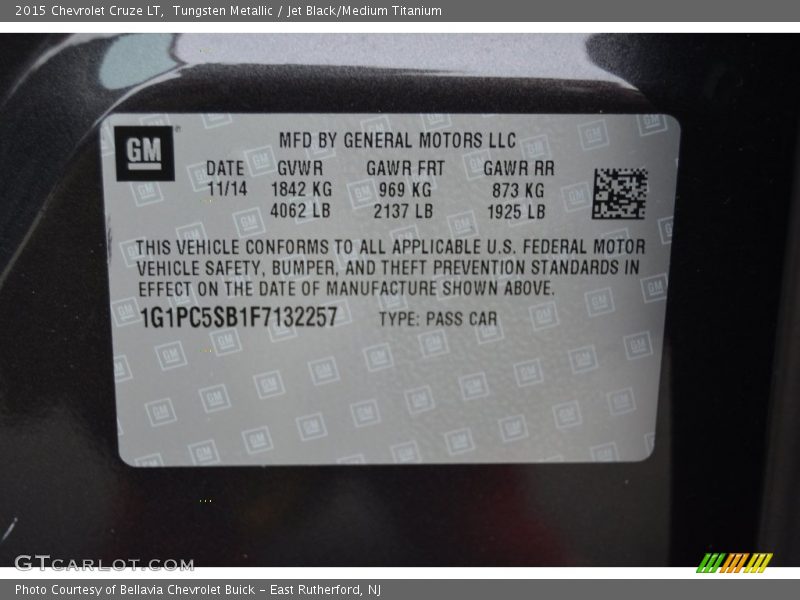 2015 Chevrolet Cruze LT, Tungsten Metallic / Jet Black/Medium Titanium
GM
MFD BY GENERAL MOTORS LLC
DATE GVWR GAWR FRT GAWR RR
11/14 1842 KG 969 KG 873 KG
4062 LB 2137 LB 1925 LB
THIS VEHICLE CONFORMS TO ALL APPLICABLE U.S. FEDERAL MOTOR
VEHICLE SAFETY, BUMPER, AND THEFT PREVENTION STANDARDS IN
EFFECT ON THE DATE OF MANUFACTURE SHOWN ABOVE.
1G1PC5SB1F7132257 TYPE: PASS CAR
GTCARLOT.COM
Photo Courtesy of Bellavia Chevrolet Buick – East Rutherford, NJ